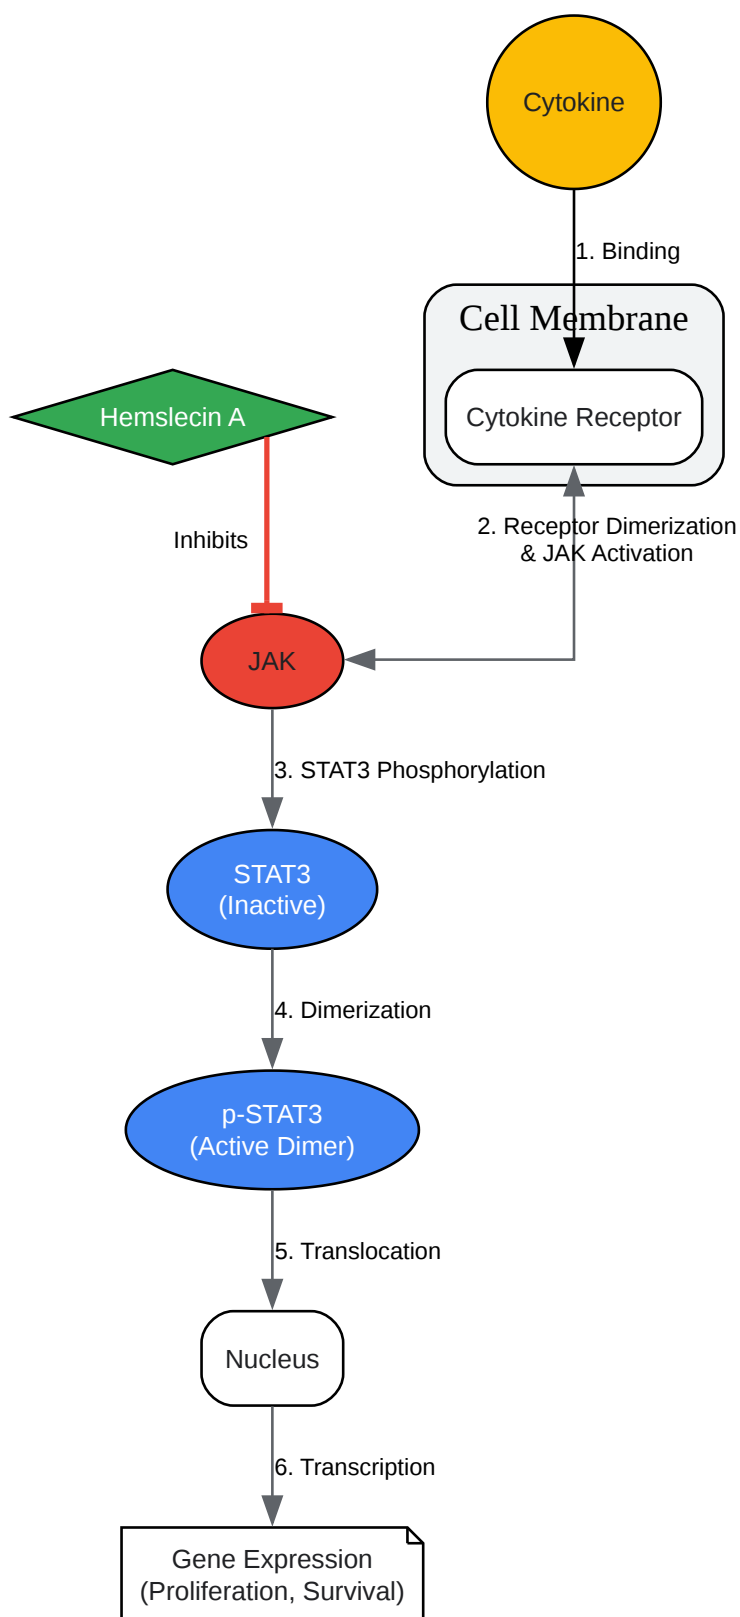 Cytokine
1. Binding
Cell Membrane
Cytokine Receptor
Hemslecin A
2. Receptor Dimerization
& JAK Activation
Inhibits
JAK
3. STAT3 Phosphorylation
STAT3
(Inactive)
4. Dimerization
p-STAT3
(Active Dimer)
5. Translocation
Nucleus
6. Transcription
Gene Expression
(Proliferation, Survival)